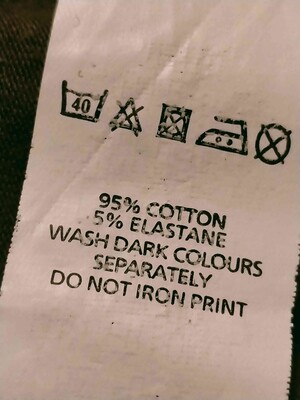 40
95% COTTON
5% ELASTANE
WASH DARK COLOURS
SEPARATELY
DO NOT IRON PRINT